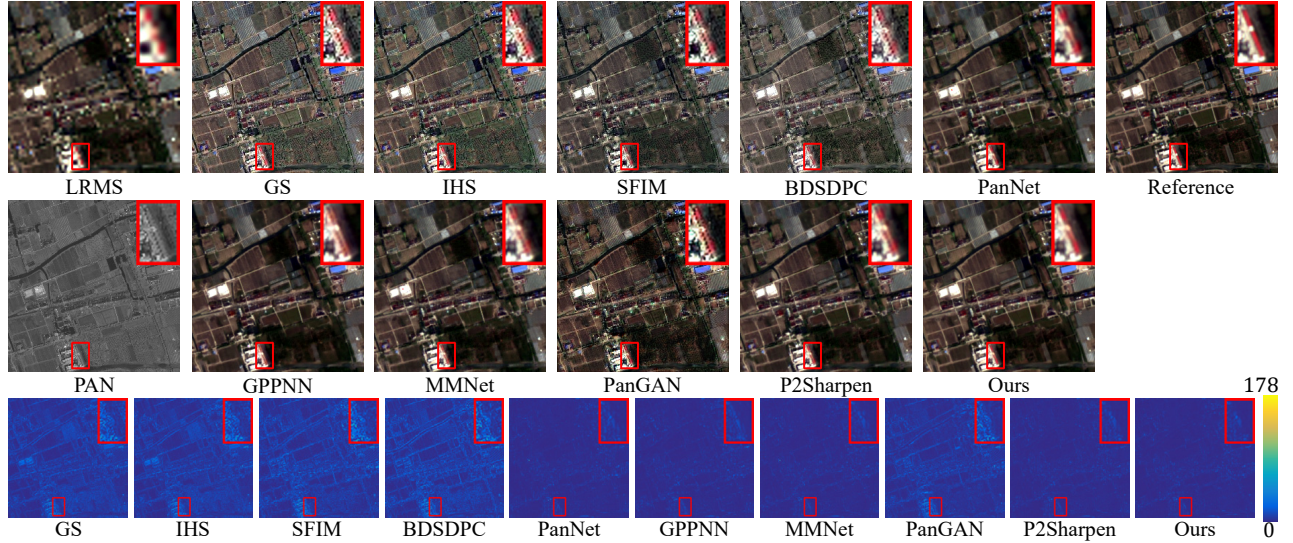 LRMS GS IHS SFIM BDSDPC PanNet Reference
PAN GPPNN MMNet PanGAN P2Sharpen Ours
178
GS IHS SFIM BDSDPC PanNet GPPNN MMNet PanGAN P2Sharpen Ours 0